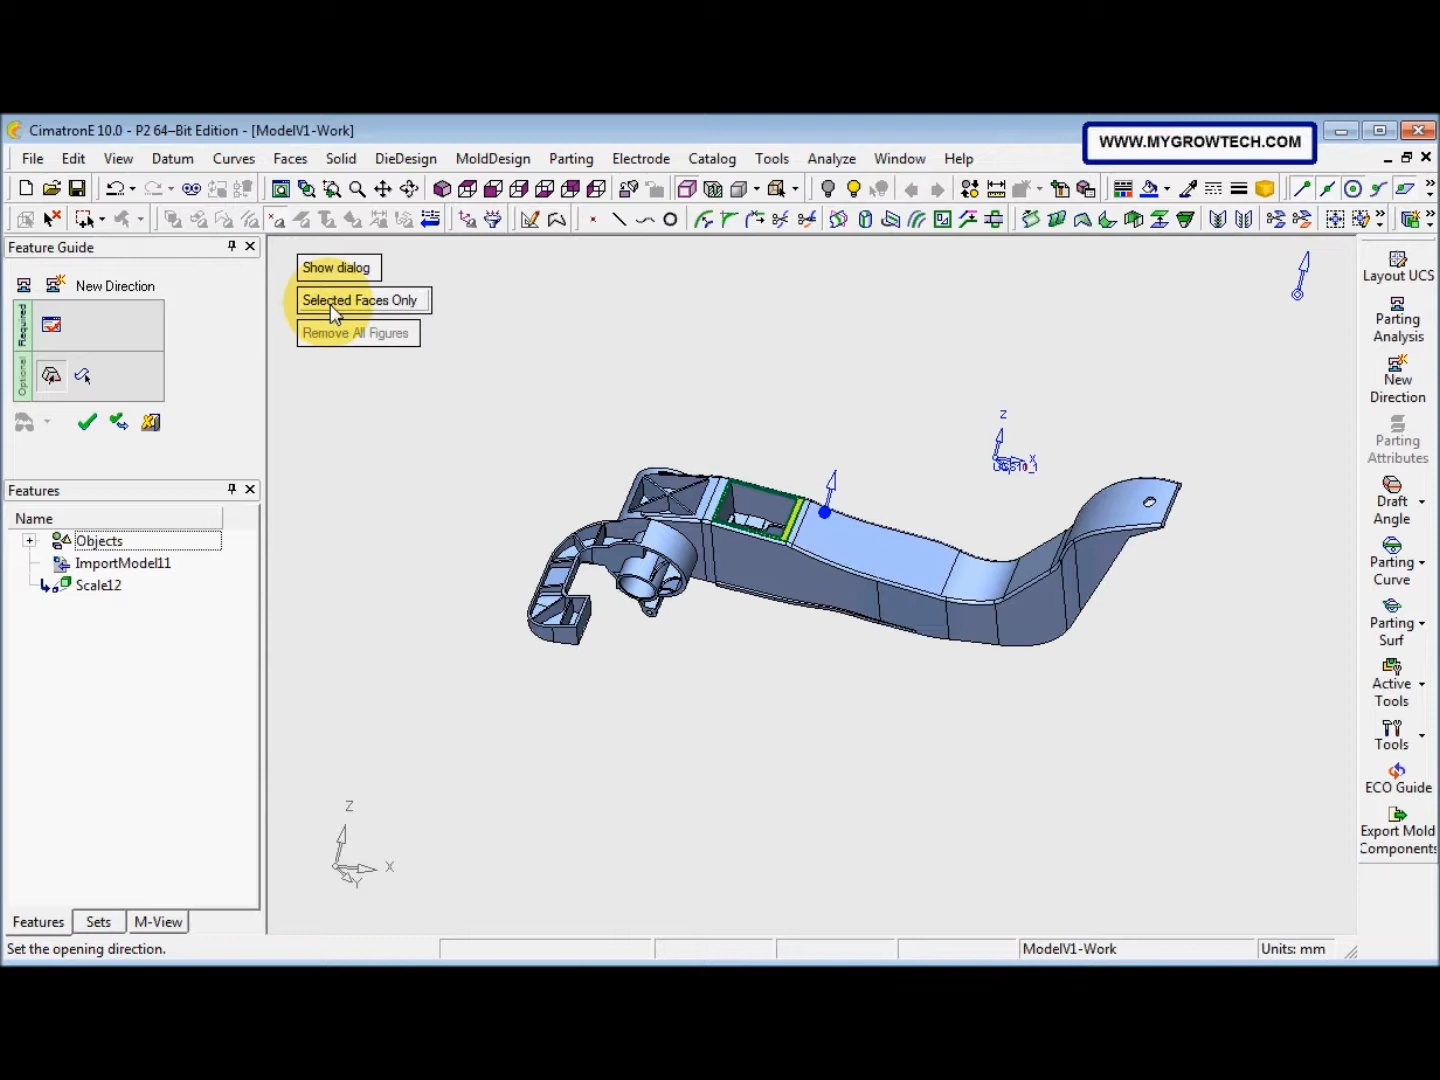 CimatronE 10.0 - P2 64–Bit Edition - [ModelV1-Work]
WWW.MYGROWTECH.COM
File Edit View Datum Curves Faces Solid DieDesign MoldDesign Parting Electrode Catalog Tools Analyze Window Help
Feature Guide
New Direction
Required
Optional
Features
Name
Objects
ImportModel11
Scale12
Features Sets M-View
Show dialog
Selected Faces Only
Remove All Figures
Z
X
Z
X
Y
Layout UCS
Parting
Analysis
New
Direction
Parting
Attributes
Draft
Angle
Parting
Curve
Parting
Surf
Active
Tools
Tools
ECO Guide
Export Mold
Components
Set the opening direction.
ModelV1-Work
Units: mm